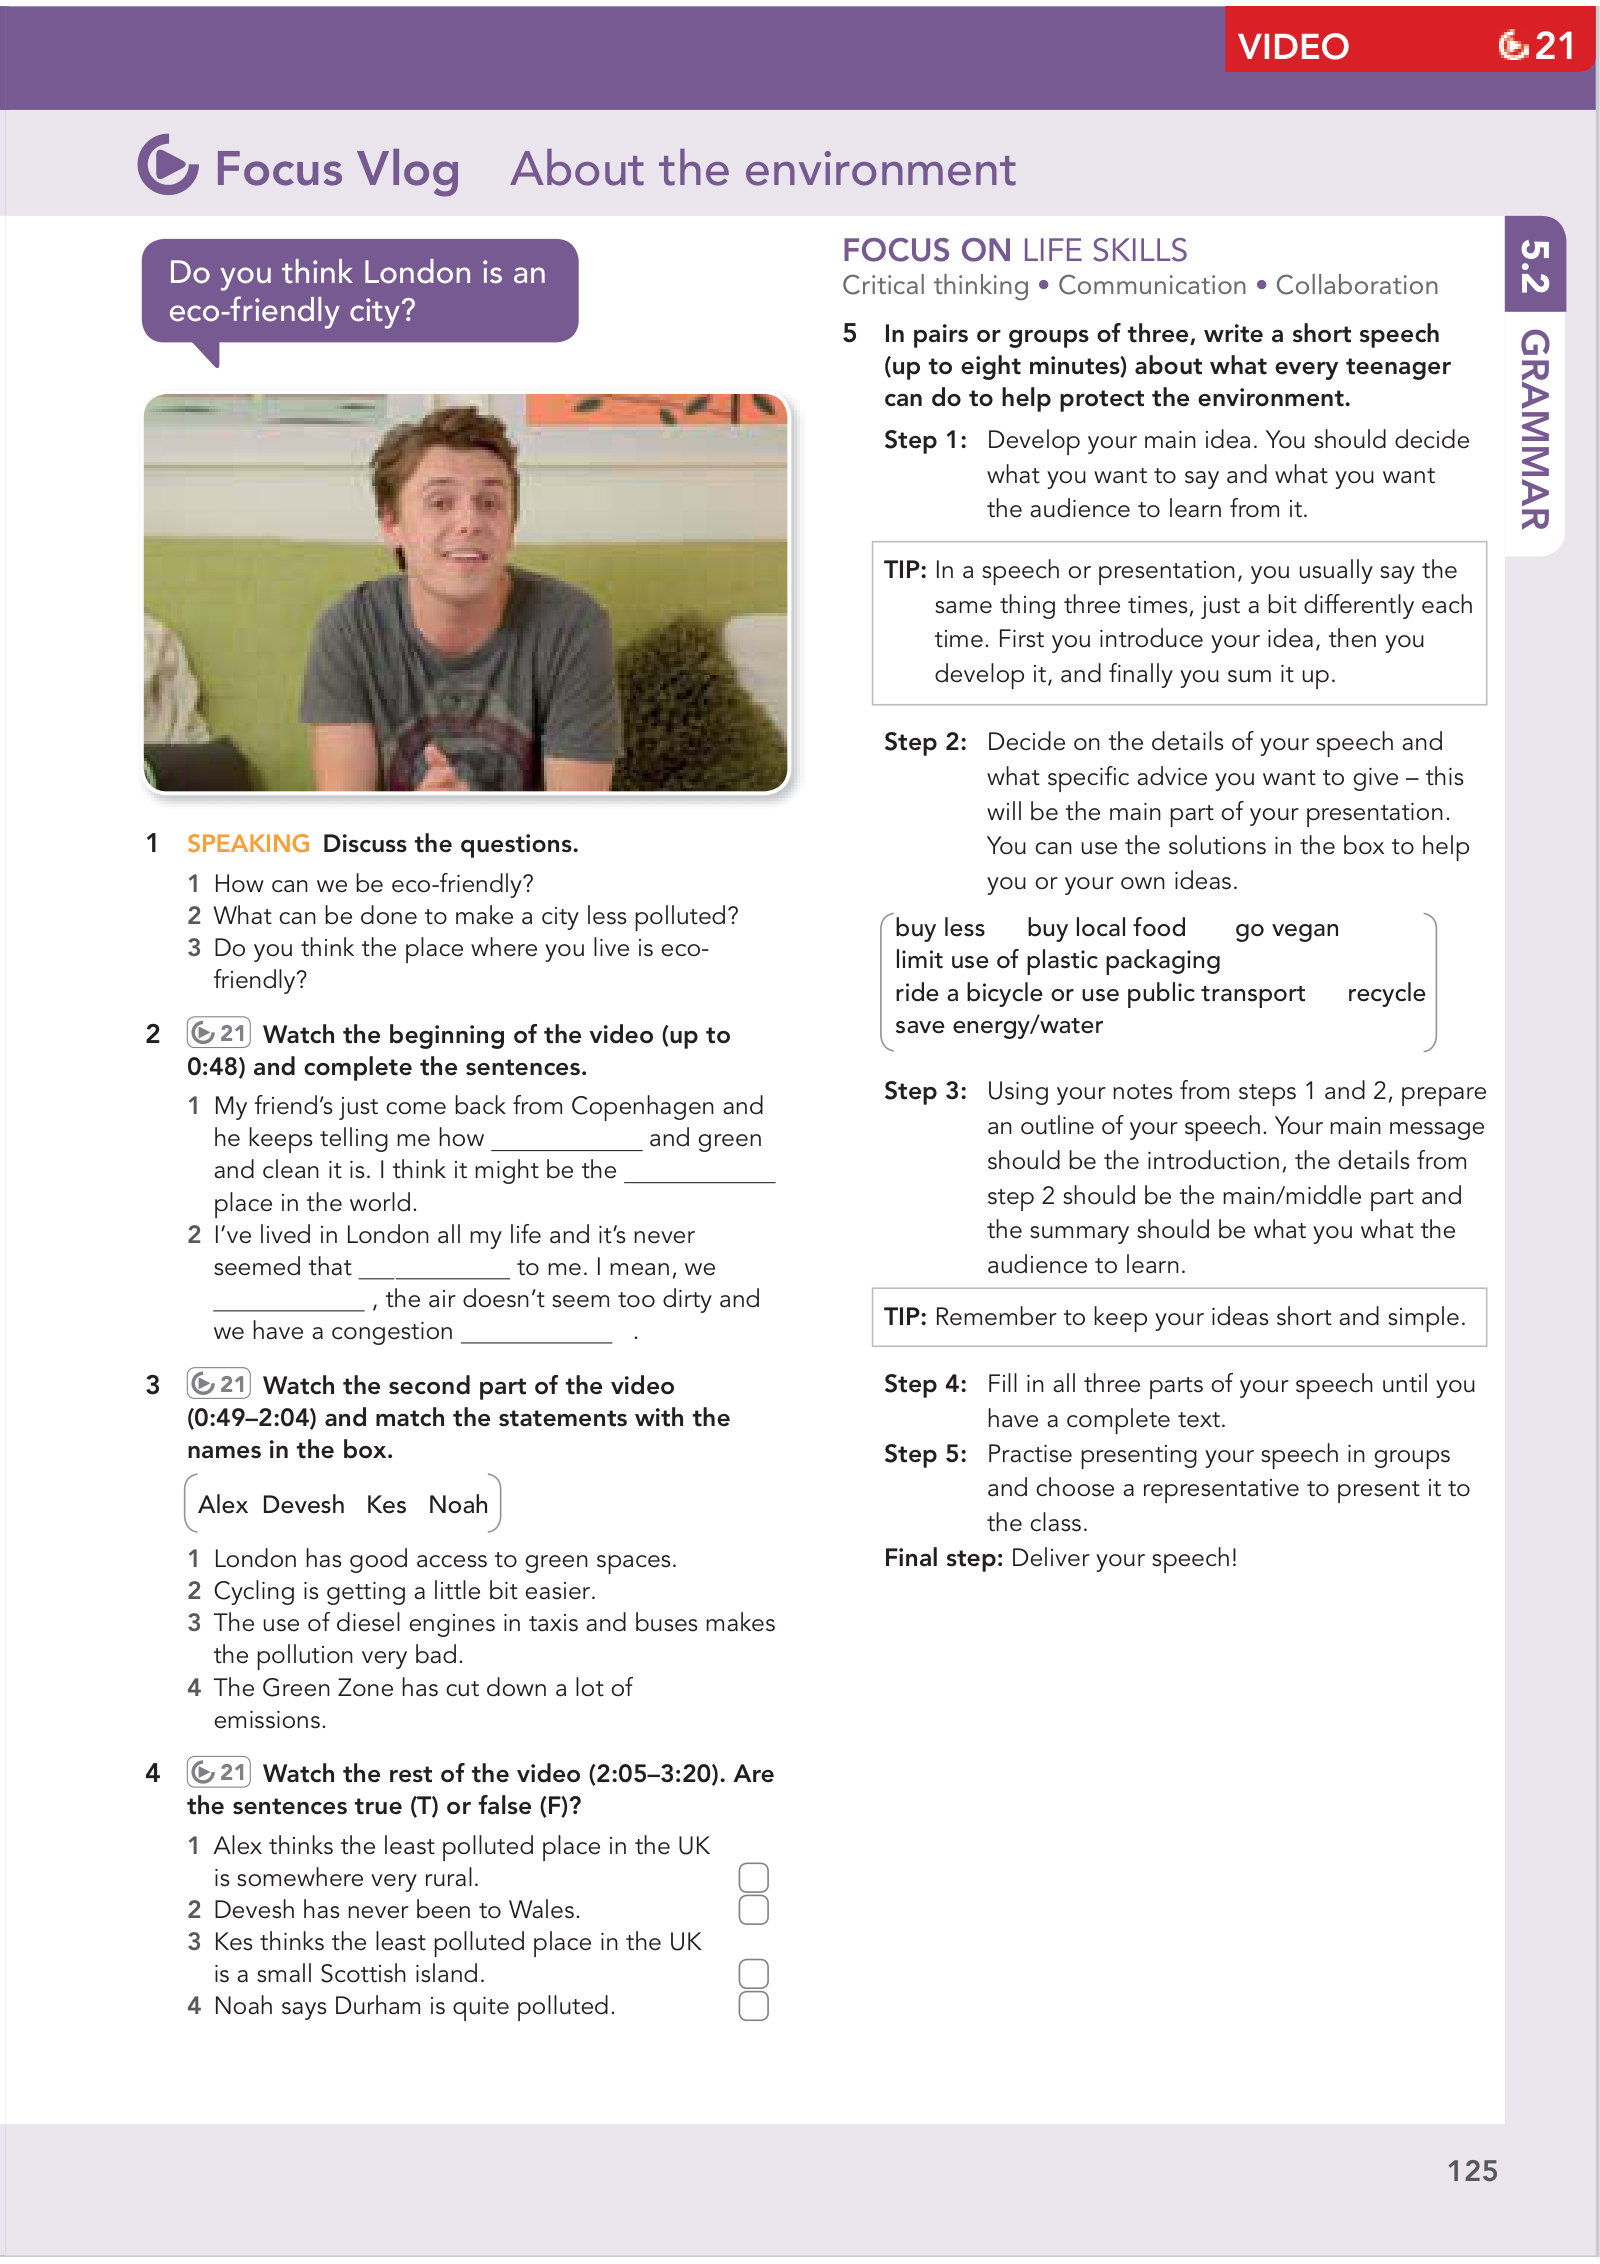 VIDEO 21
Focus Vlog About the environment
Do you think London is an
eco-friendly city?
1 SPEAKING Discuss the questions.
1 How can we be eco-friendly?
2 What can be done to make a city less polluted?
3 Do you think the place where you live is eco-
friendly?
2 21 Watch the beginning of the video (up to
0:48) and complete the sentences.
1 My friend's just come back from Copenhagen and
he keeps telling me how ___________ and green
and clean it is. I think it might be the ___________
place in the world.
2 I've lived in London all my life and it's never
seemed that ___________ to me. I mean, we
___________ , the air doesn't seem too dirty and
we have a congestion ___________ .
3 21 Watch the second part of the video
(0:49–2:04) and match the statements with the
names in the box.
Alex Devesh Kes Noah
1 London has good access to green spaces.
2 Cycling is getting a little bit easier.
3 The use of diesel engines in taxis and buses makes
the pollution very bad.
4 The Green Zone has cut down a lot of
emissions.
4 21 Watch the rest of the video (2:05–3:20). Are
the sentences true (T) or false (F)?
1 Alex thinks the least polluted place in the UK
is somewhere very rural.
2 Devesh has never been to Wales.
3 Kes thinks the least polluted place in the UK
is a small Scottish island.
4 Noah says Durham is quite polluted.
FOCUS ON LIFE SKILLS
Critical thinking • Communication • Collaboration
5 In pairs or groups of three, write a short speech
(up to eight minutes) about what every teenager
can do to help protect the environment.
Step 1: Develop your main idea. You should decide
what you want to say and what you want
the audience to learn from it.
TIP: In a speech or presentation, you usually say the
same thing three times, just a bit differently each
time. First you introduce your idea, then you
develop it, and finally you sum it up.
Step 2: Decide on the details of your speech and
what specific advice you want to give – this
will be the main part of your presentation.
You can use the solutions in the box to help
you or your own ideas.
buy less buy local food go vegan
limit use of plastic packaging
ride a bicycle or use public transport recycle
save energy/water
Step 3: Using your notes from steps 1 and 2, prepare
an outline of your speech. Your main message
should be the introduction, the details from
step 2 should be the main/middle part and
the summary should be what you what the
audience to learn.
TIP: Remember to keep your ideas short and simple.
Step 4: Fill in all three parts of your speech until you
have a complete text.
Step 5: Practise presenting your speech in groups
and choose a representative to present it to
the class.
Final step: Deliver your speech!
5.2 GRAMMAR
125